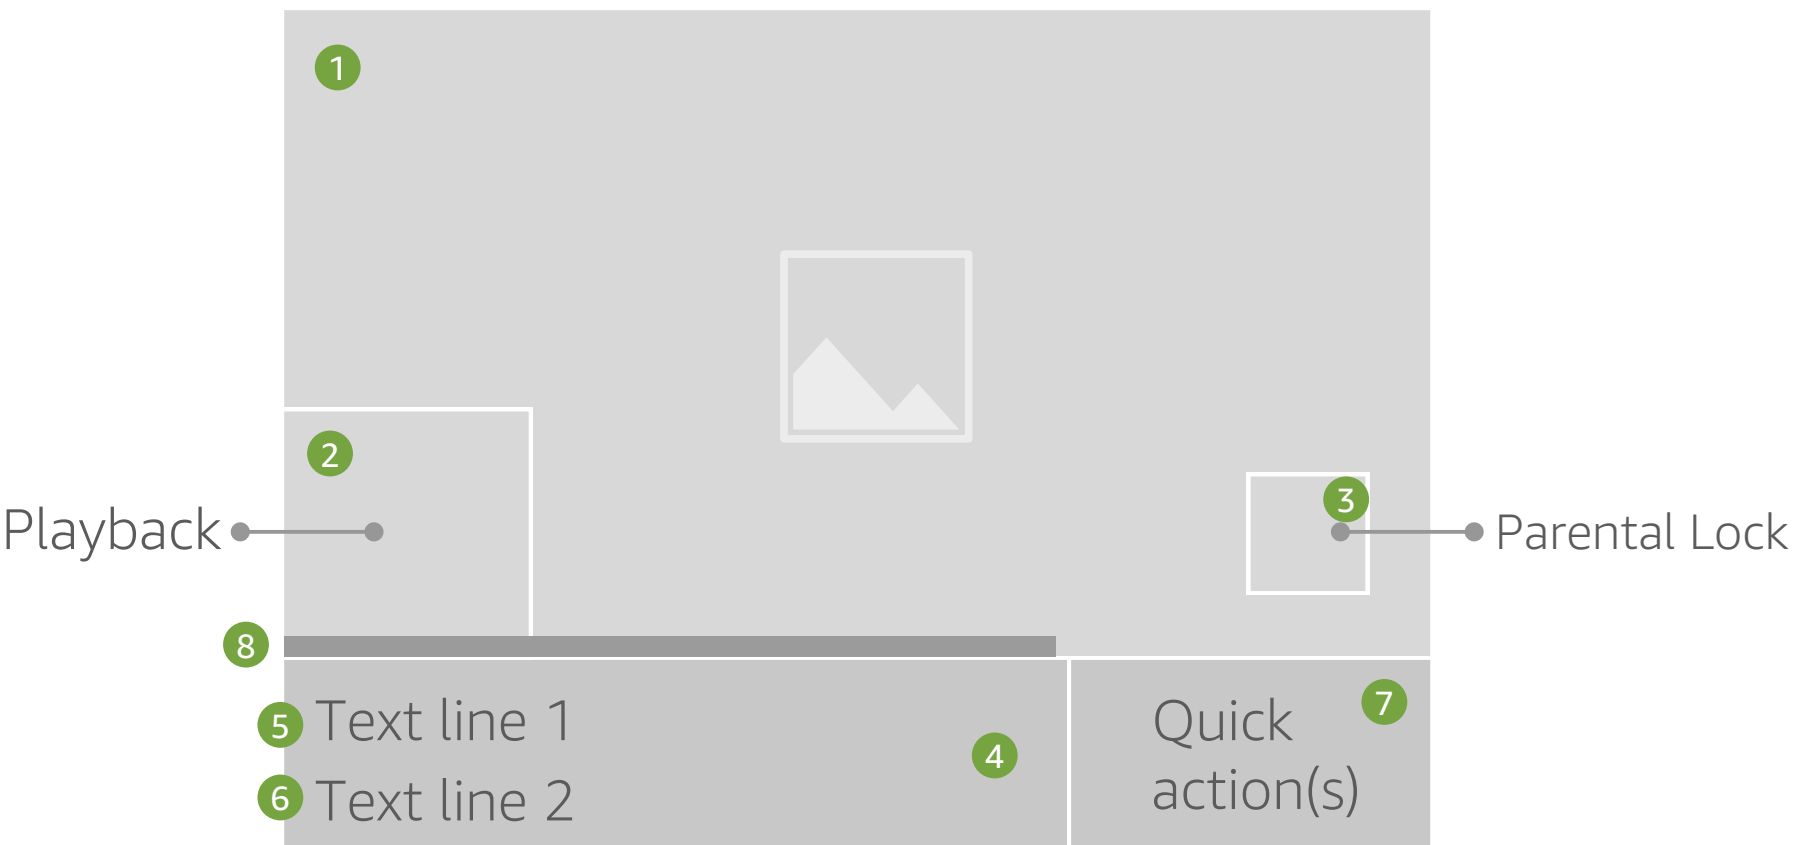 1
2
Playback
3
Parental Lock
8
5 Text line 1
4
6 Text line 2
Quick
action(s)
7